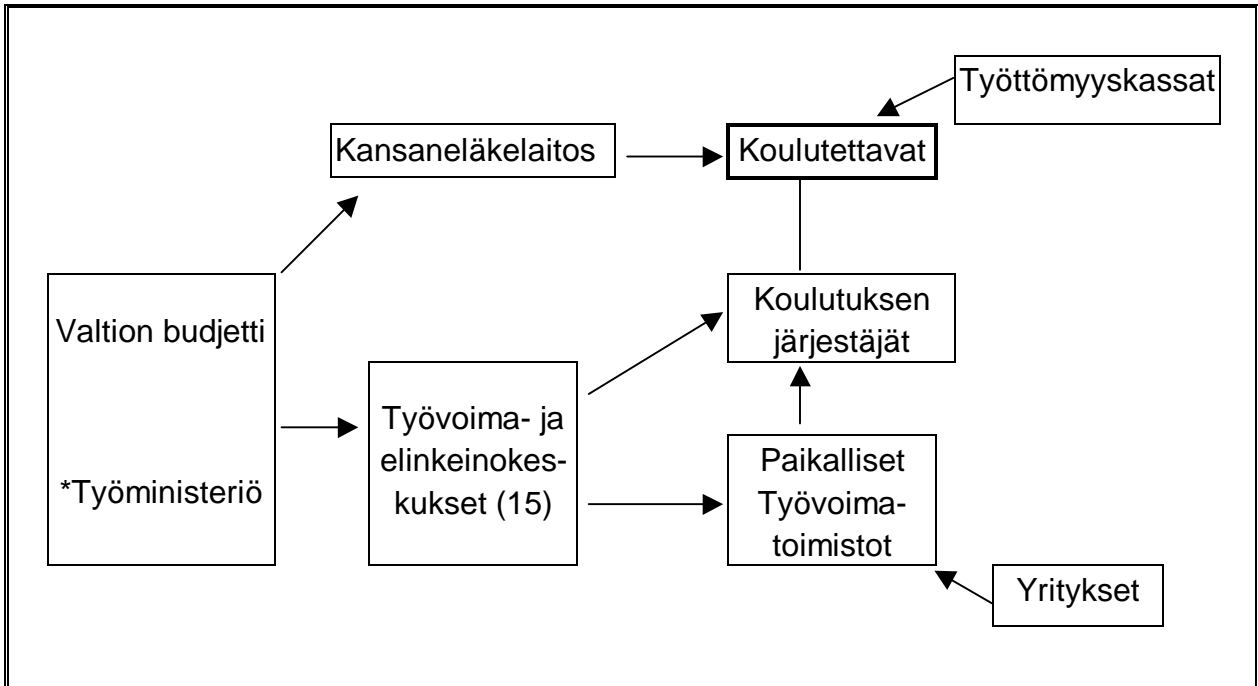 Työttömyyskassat
Kansaneläkelaitos
Koulutettavat
Valtion budjetti
*Työministeriö
Työvoima- ja
elinkeinokes-
kukset (15)
Koulutuksen
järjestäjät
Paikalliset
Työvoima-
toimistot
Yritykset